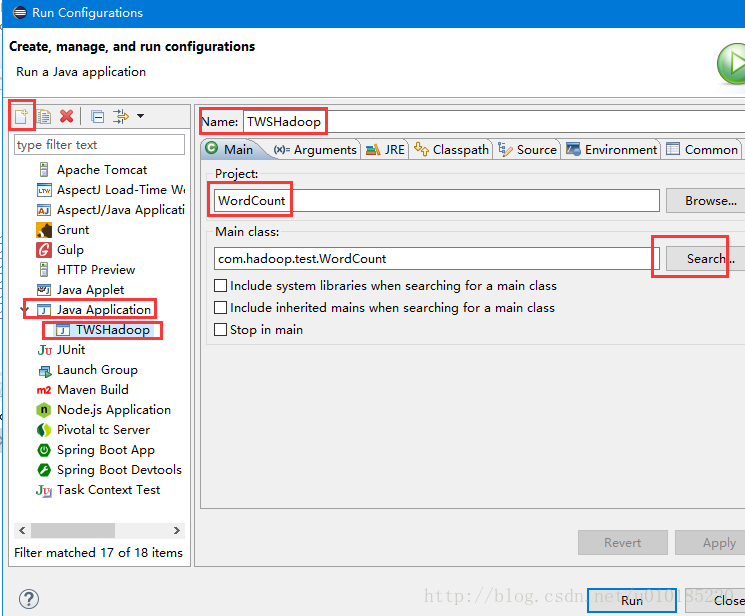 Run Configurations
Create, manage, and run configurations
Run a Java application
type filter text
Apache Tomcat
AspectJ Load-Time We
AspectJ/Java Applicati
Grunt
Gulp
HTTP Preview
Java Applet
Java Application
TWSHadoop
JUnit
Launch Group
Maven Build
Node.js Application
Pivotal tc Server
Spring Boot App
Spring Boot Devtools
Task Context Test
Filter matched 17 of 18 items
Name: TWSHadoop
Main (x)= Arguments JRE Classpath Source Environment Common
Project:
WordCount Browse...
Main class:
com.hadoop.test.WordCount Search...
Include system libraries when searching for a main class
Include inherited mains when searching for a main class
Stop in main
Revert Apply
http://blog.csdn.net/u010185220
Run Close